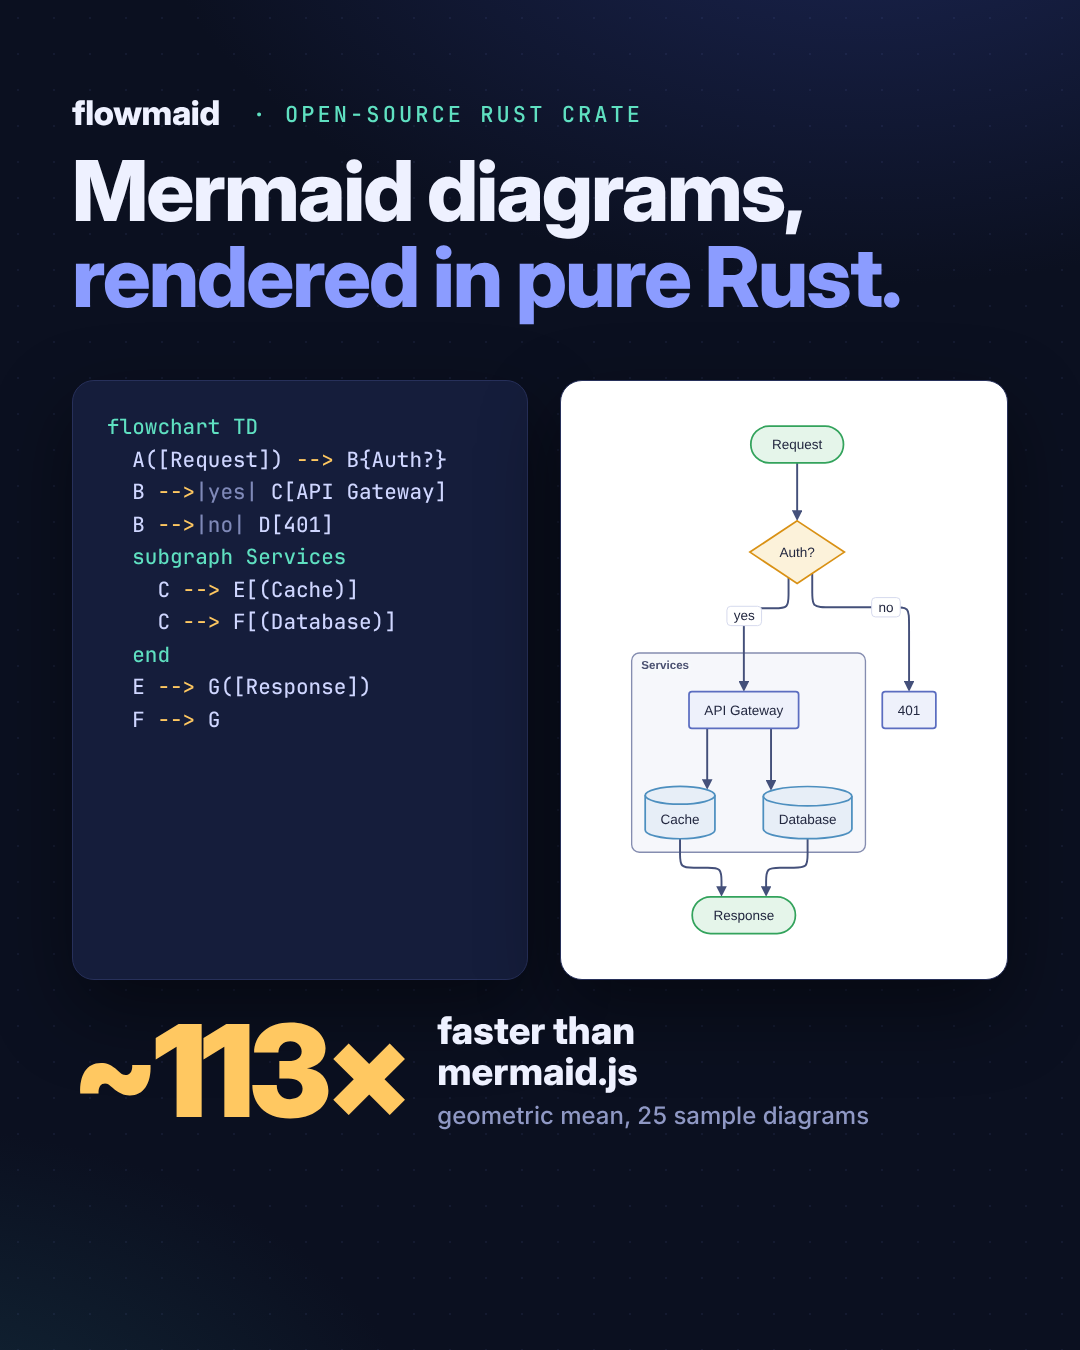 flowmaid · OPEN-SOURCE RUST CRATE
Mermaid diagrams,
rendered in pure Rust.
flowchart TD
A([Request]) --> B{Auth?}
B -->|yes| C[API Gateway]
B -->|no| D[401]
subgraph Services
C --> E[(Cache)]
C --> F[(Database)]
end
E --> G([Response])
F --> G
Request
Auth?
yes
no
Services
API Gateway
401
Cache
Database
Response
~113×
faster than
mermaid.js
geometric mean, 25 sample diagrams